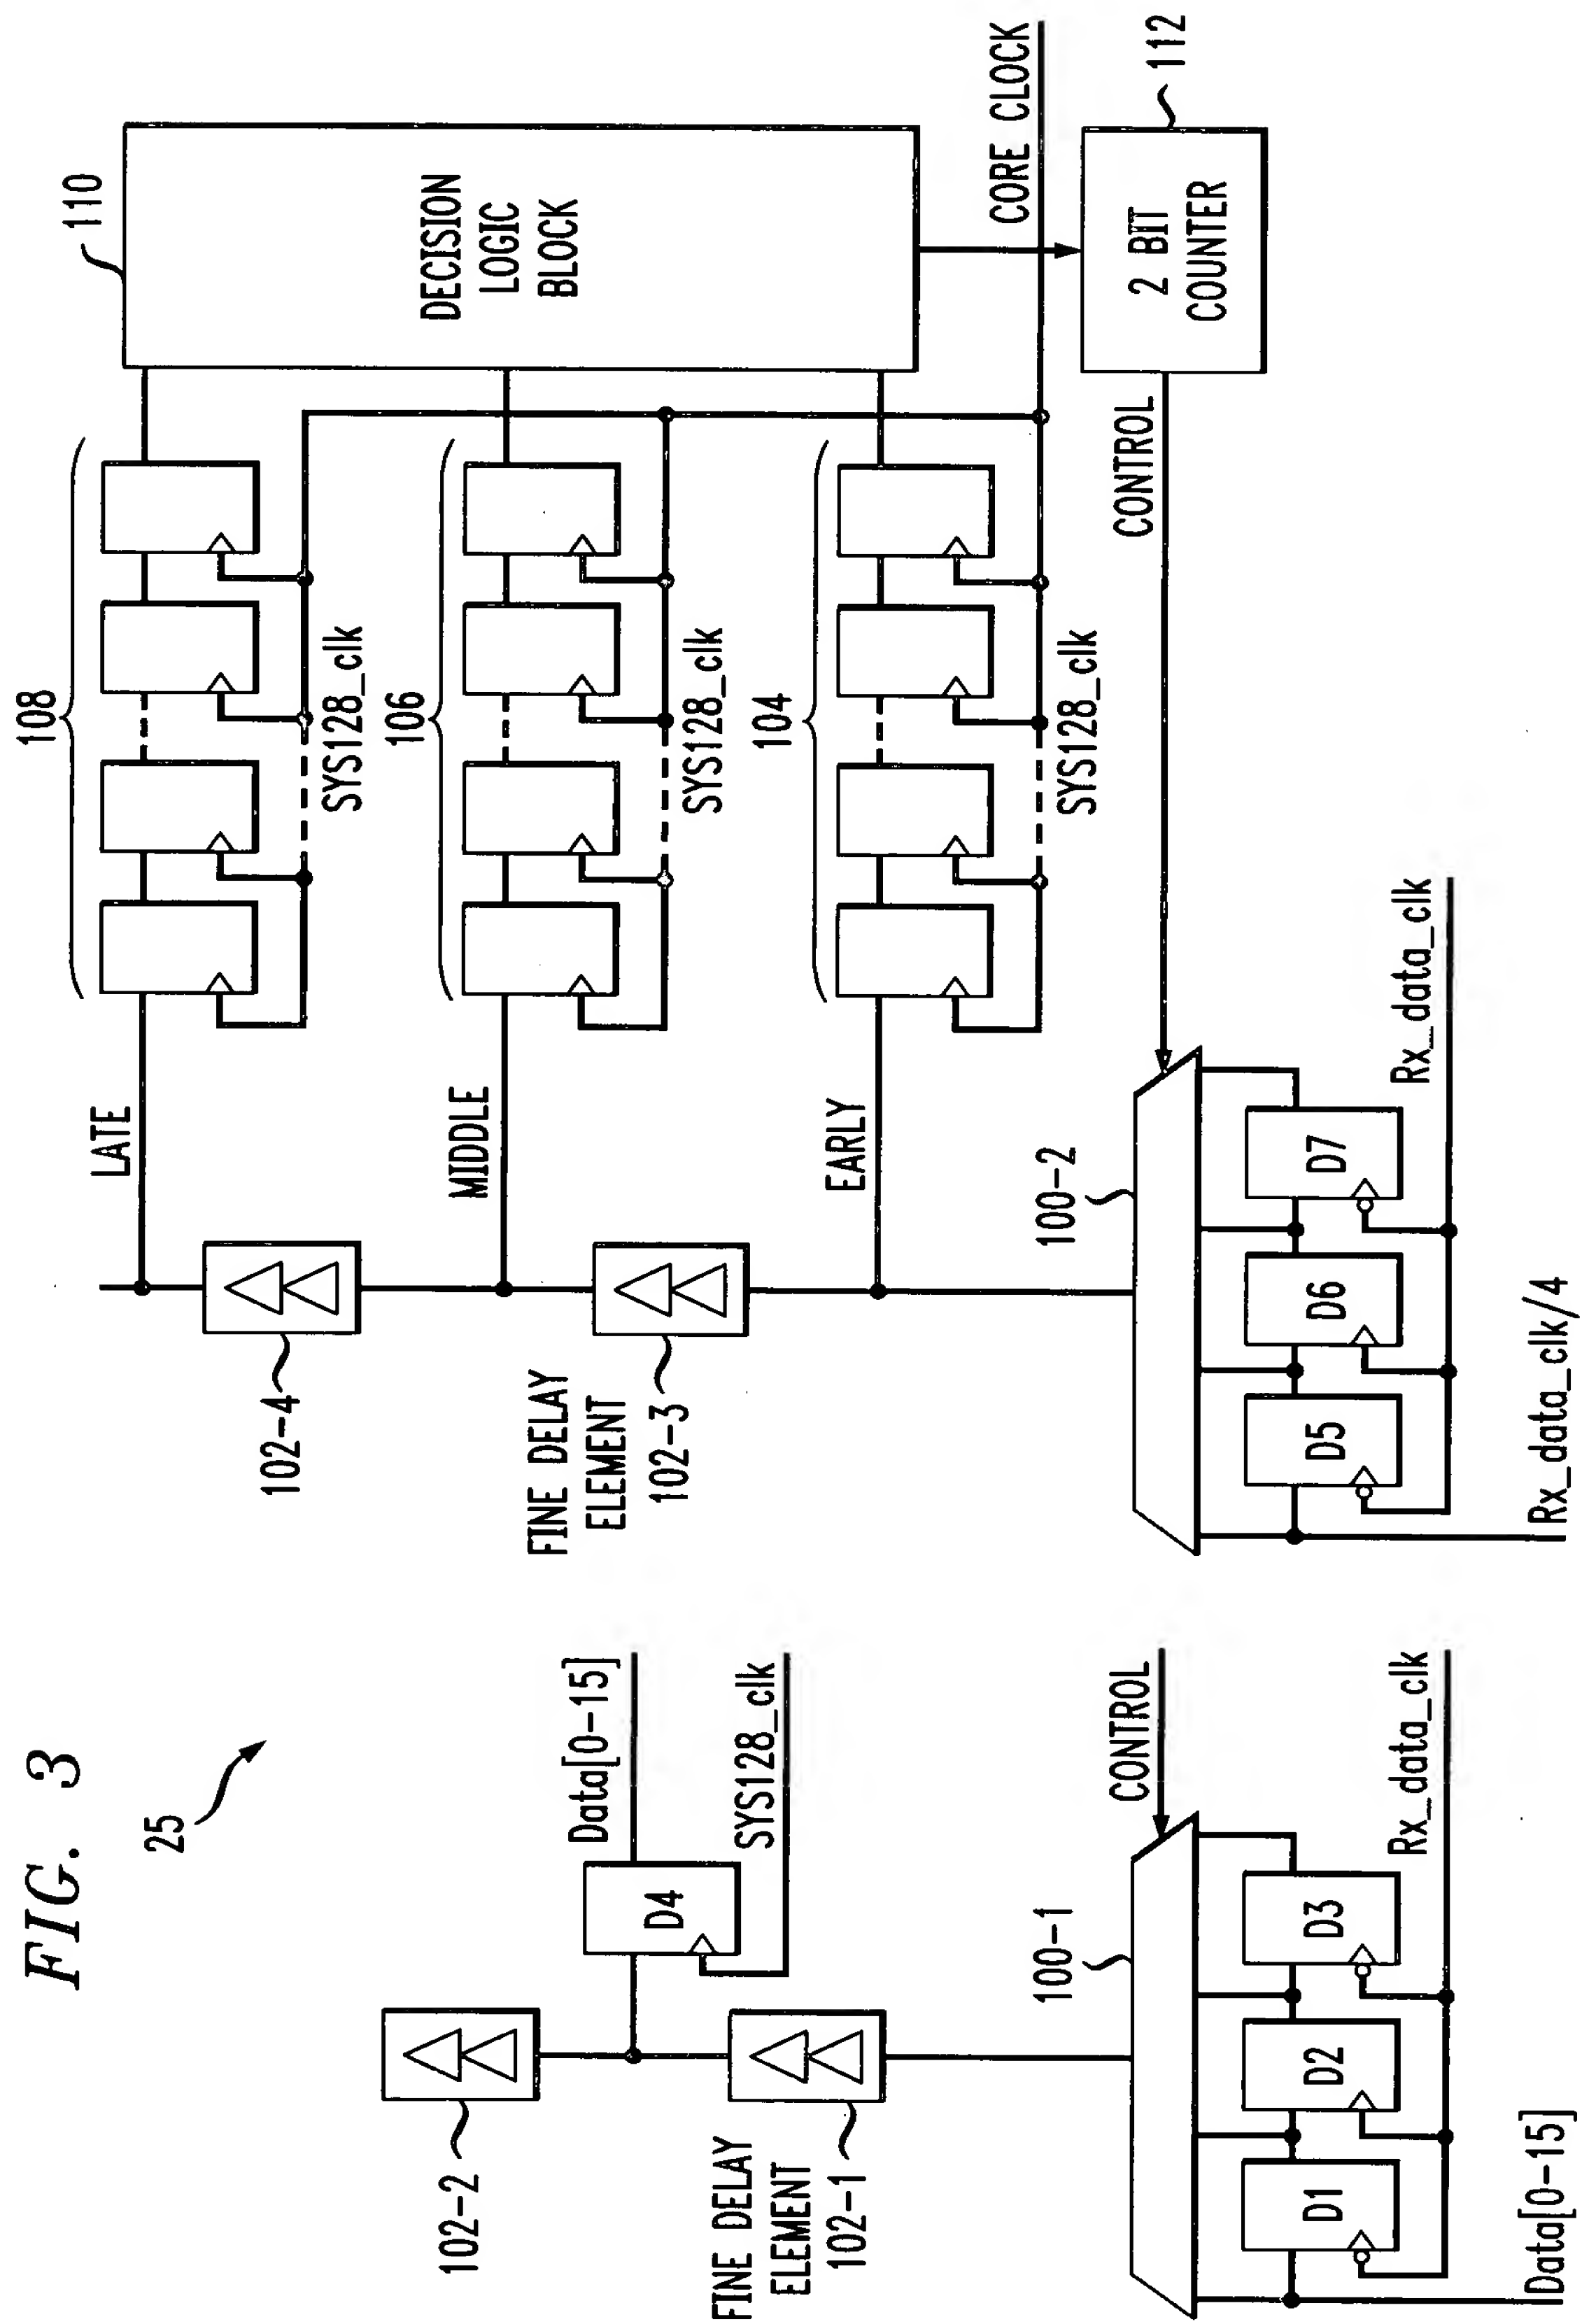 FIG. 3
25
102-2
FINE DELAY
ELEMENT
102-1
Data[0-15]
SYS128_clk
D4
100-1
CONTROL
D1
D2
D3
Rx_data_clk
Data[0-15]
108
LATE
SYS128_clk
106
MIDDLE
SYS128_clk
104
EARLY
SYS128_clk
102-4
FINE DELAY
ELEMENT
102-3
110
DECISION
LOGIC
BLOCK
CORE CLOCK
112
2 BIT
COUNTER
CONTROL
100-2
D5
D6
D7
Rx_data_clk
Rx_data_clk/4